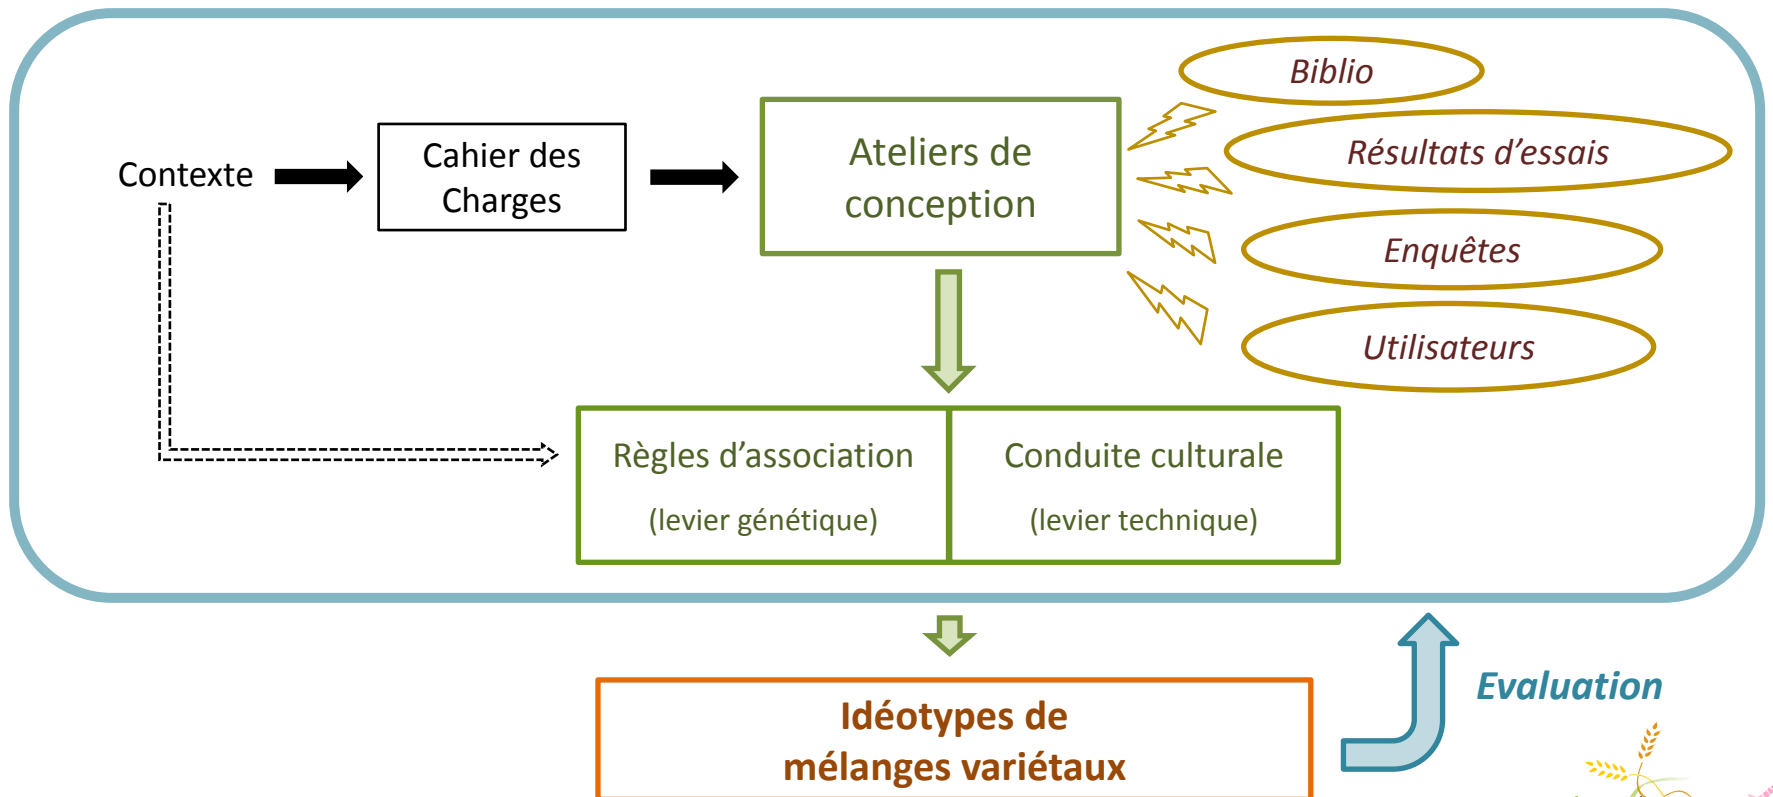 Biblio
Contexte
Cahier des
Charges
Ateliers de
conception
Résultats d'essais
Enquêtes
Utilisateurs
Règles d’association
(levier génétique)
Conduite culturale
(levier technique)
Idéotypes de
mélanges variétaux
Evaluation